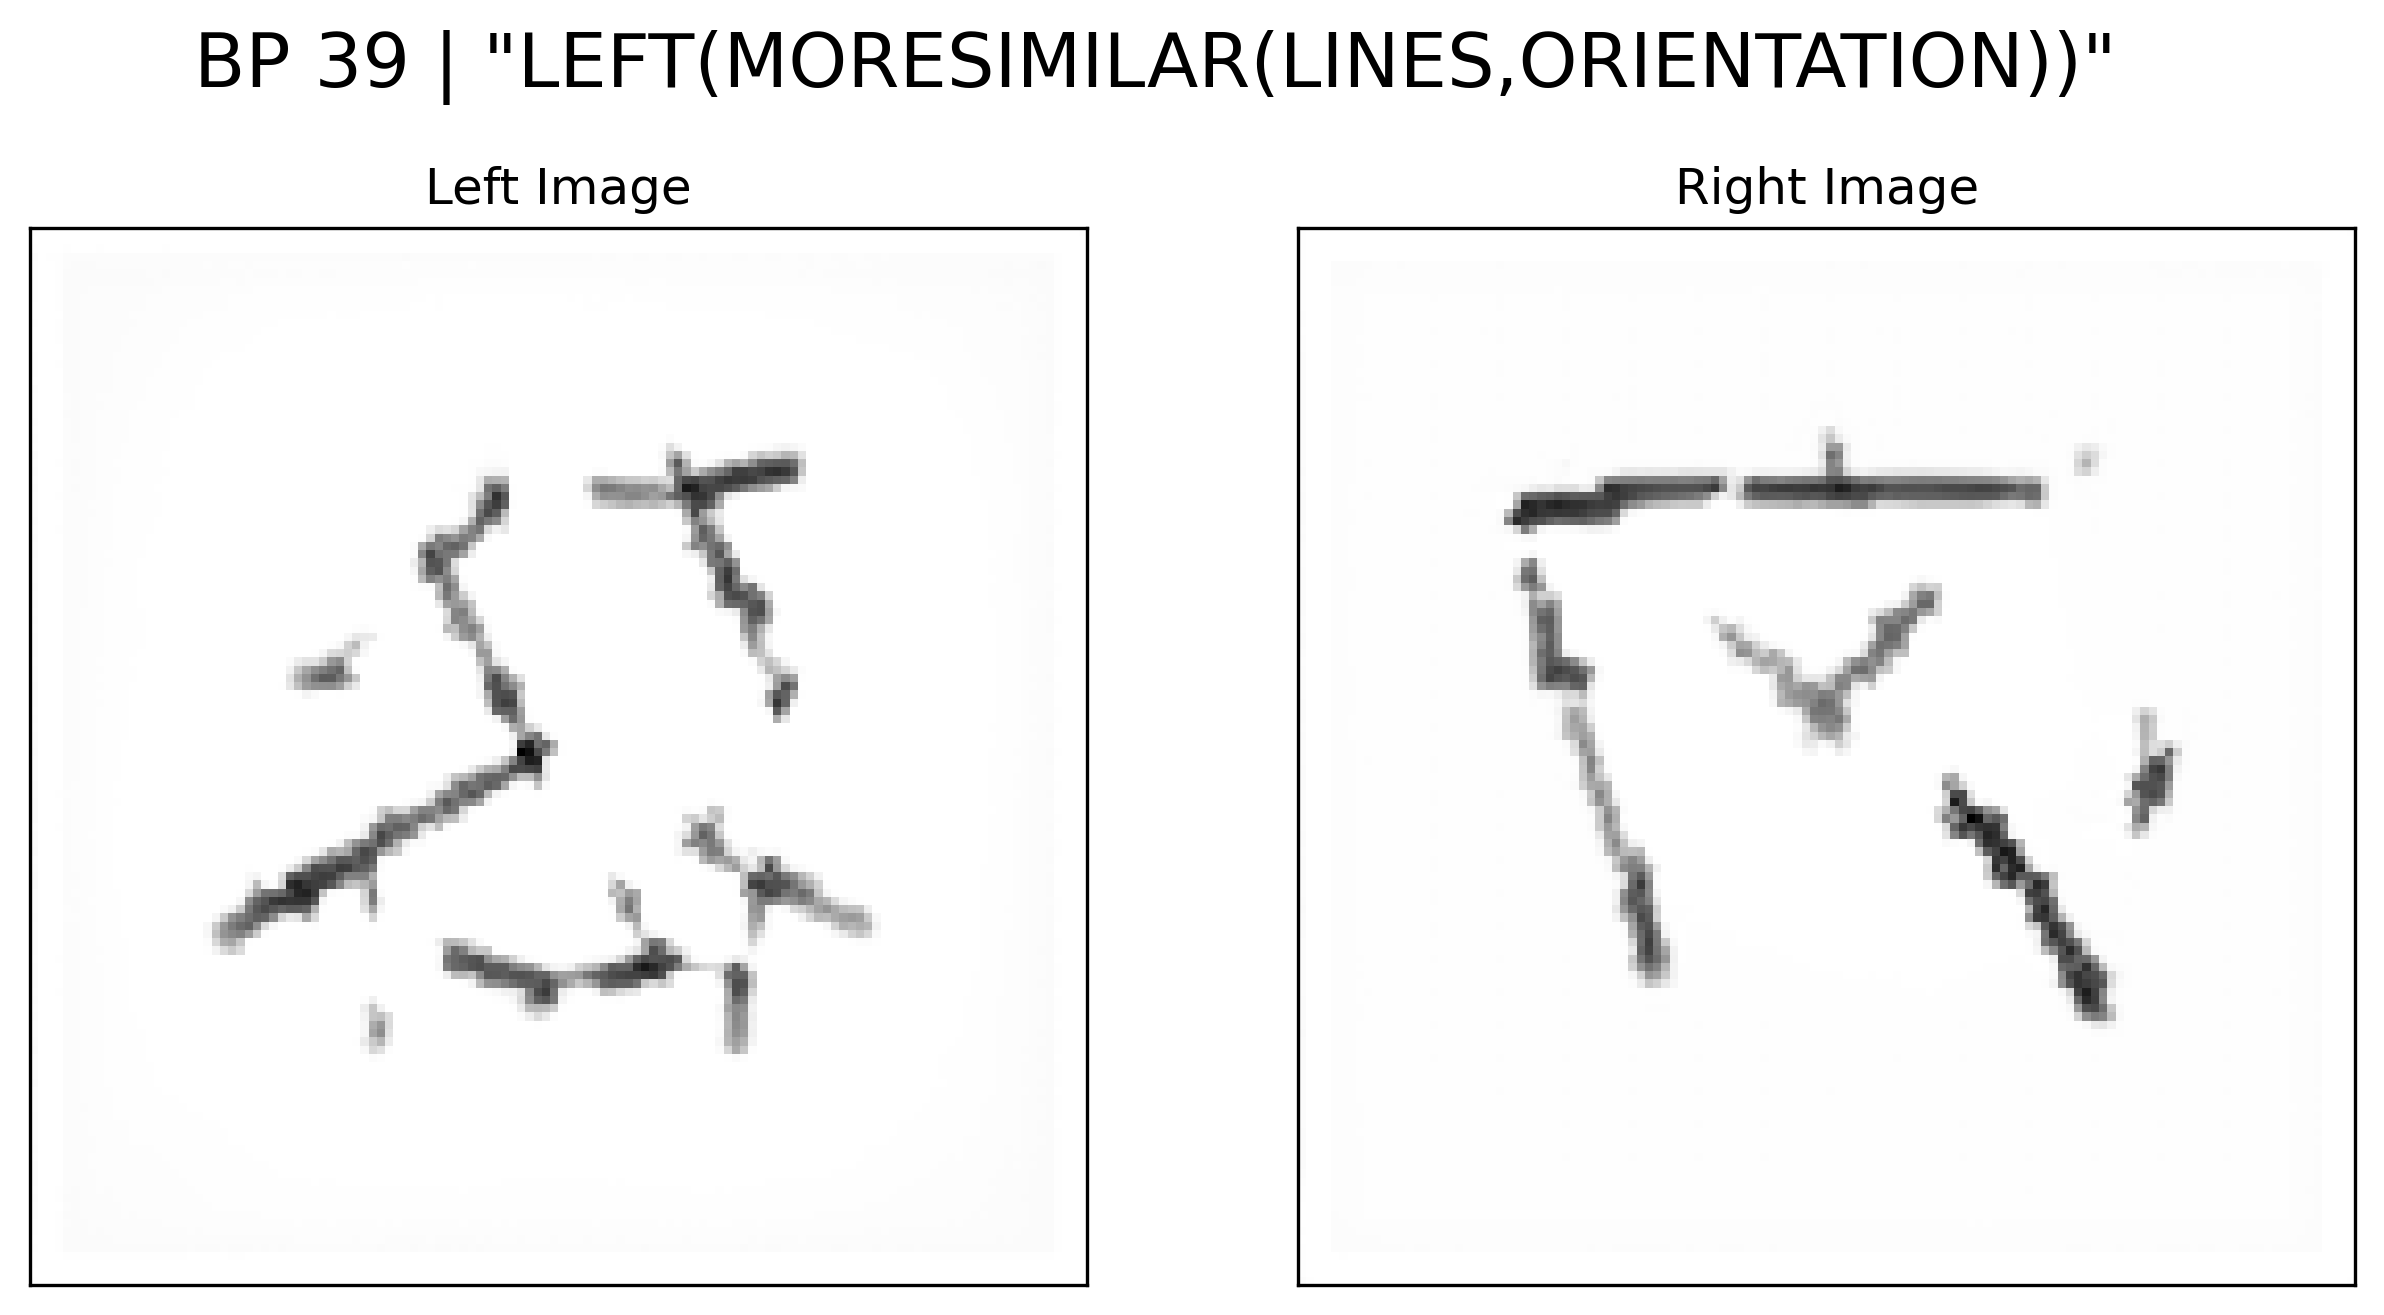 BP 39 | "LEFT(MORESIMILAR(LINES,ORIENTATION))"
Left Image
Right Image